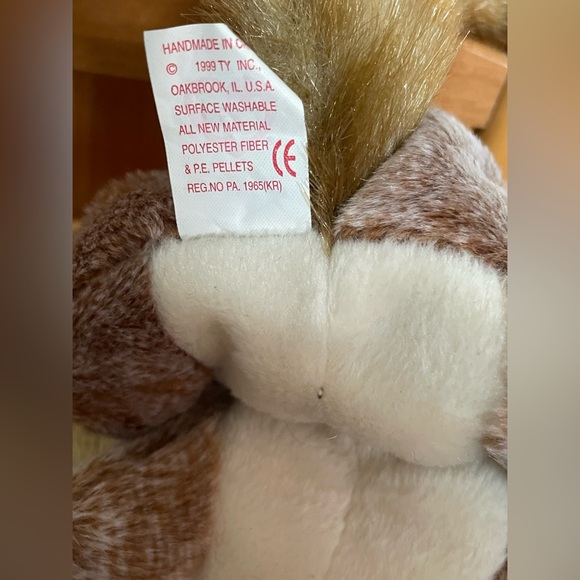 HANDMADE IN
© 1999 TY INC.,
OAKBROOK, IL. U.S.A.
SURFACE WASHABLE
ALL NEW MATERIAL
POLYESTER FIBER
& P.E. PELLETS CE
REG.NO PA. 1965(KR)